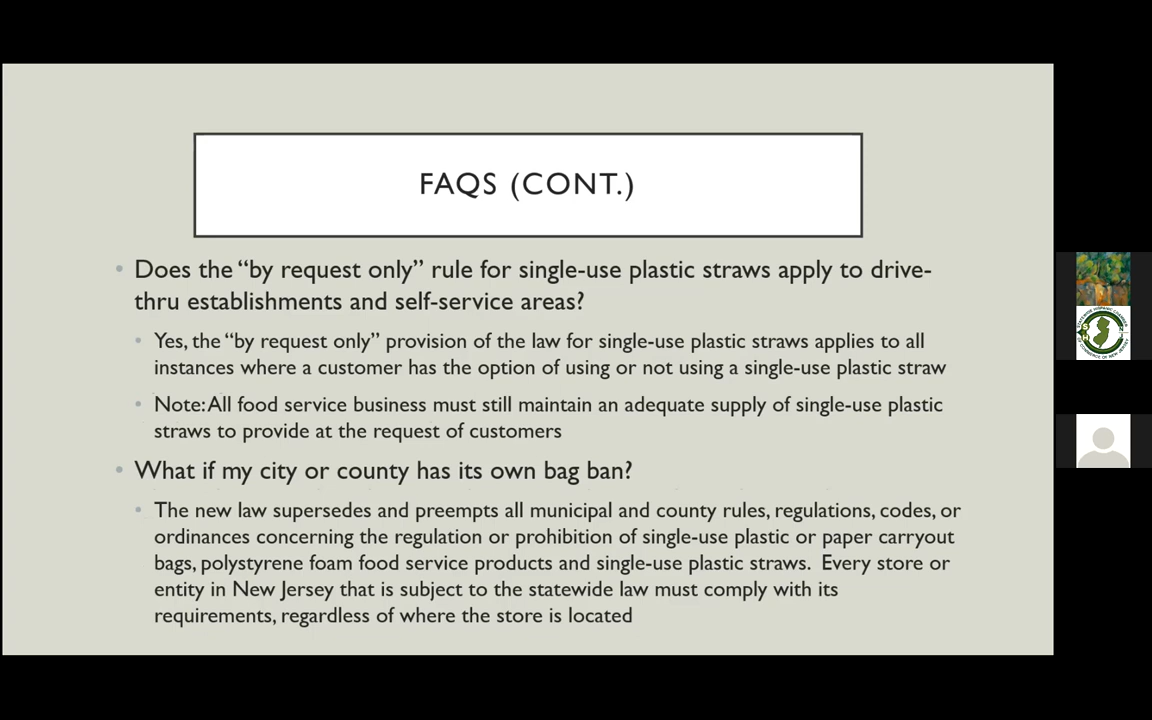 FAQS (CONT.)
• Does the “by request only” rule for single-use plastic straws apply to drive-
thru establishments and self-service areas?
• Yes, the “by request only” provision of the law for single-use plastic straws applies to all
instances where a customer has the option of using or not using a single-use plastic straw
• Note: All food service business must still maintain an adequate supply of single-use plastic
straws to provide at the request of customers
• What if my city or county has its own bag ban?
• The new law supersedes and preempts all municipal and county rules, regulations, codes, or
ordinances concerning the regulation or prohibition of single-use plastic or paper carryout
bags, polystyrene foam food service products and single-use plastic straws.  Every store or
entity in New Jersey that is subject to the statewide law must comply with its
requirements, regardless of where the store is located